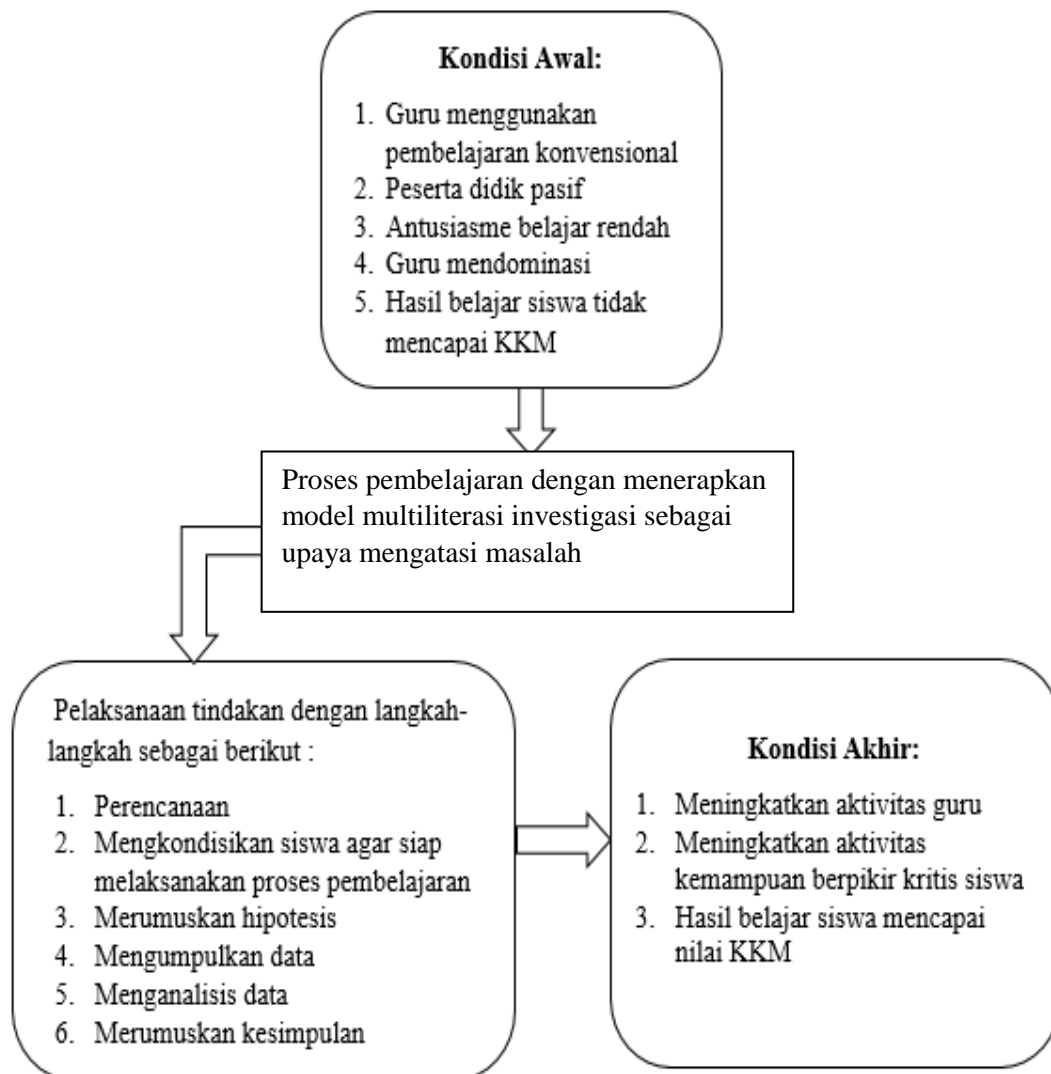 Kondisi Awal:
1. Guru menggunakan
pembelajaran konvensional
2. Peserta didik pasif
3. Antusiasme belajar rendah
4. Guru mendominasi
5. Hasil belajar siswa tidak
mencapai KKM
Proses pembelajaran dengan menerapkan
model multiliterasi investigasi sebagai
upaya mengatasi masalah
Pelaksanaan tindakan dengan langkah-
langkah sebagai berikut :
1. Perencanaan
2. Mengkondisikan siswa agar siap
melaksanakan proses pembelajaran
3. Merumuskan hipotesis
4. Mengumpulkan data
5. Menganalisis data
6. Merumuskan kesimpulan
Kondisi Akhir:
1. Meningkatkan aktivitas guru
2. Meningkatkan aktivitas
kemampuan berpikir kritis siswa
3. Hasil belajar siswa mencapai
nilai KKM